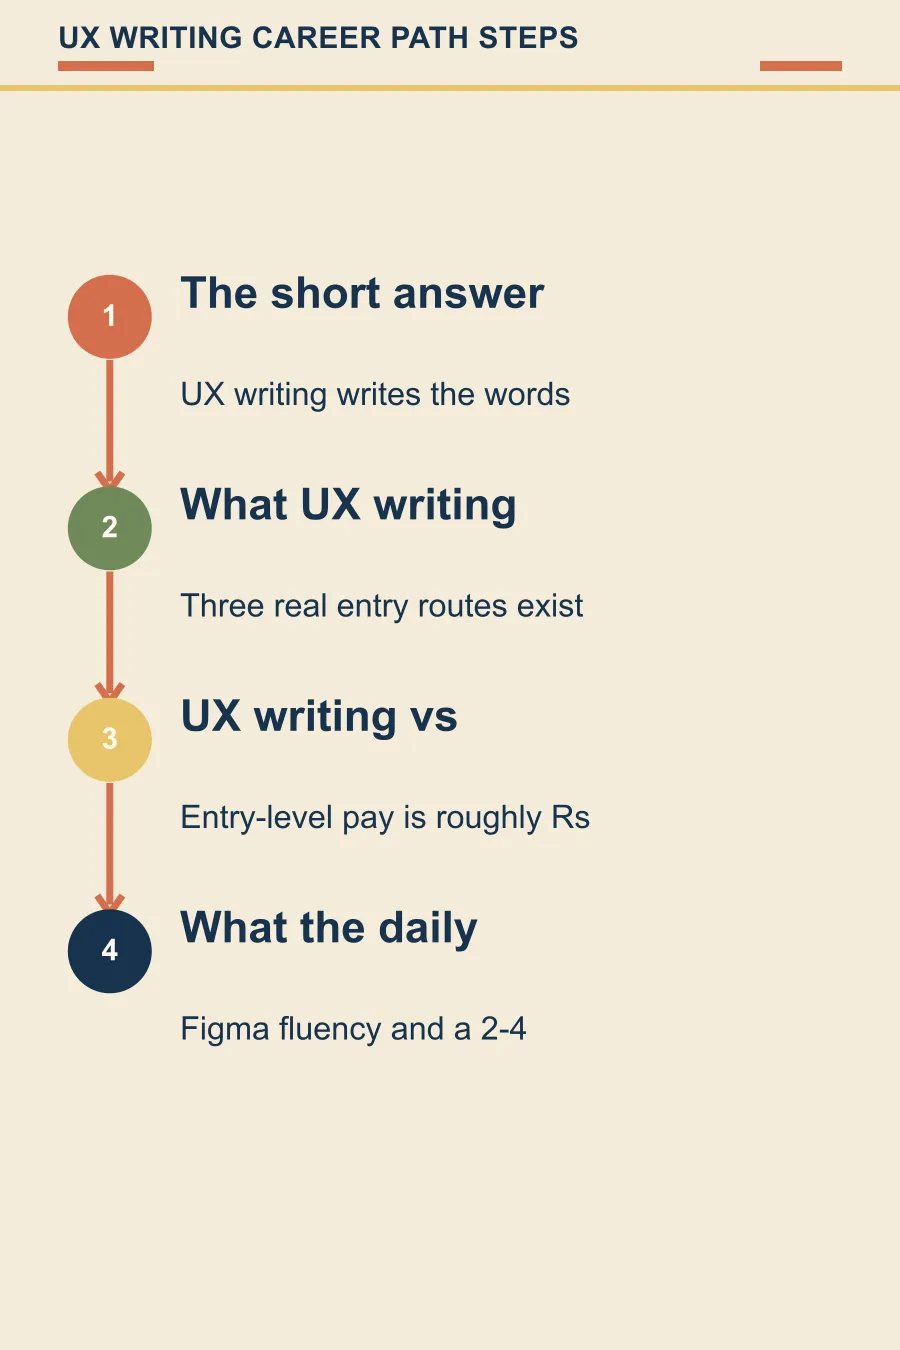 UX WRITING CAREER PATH STEPS
1
The short answer
UX writing writes the words
2
What UX writing
Three real entry routes exist
3
UX writing vs
Entry-level pay is roughly Rs
4
What the daily
Figma fluency and a 2-4